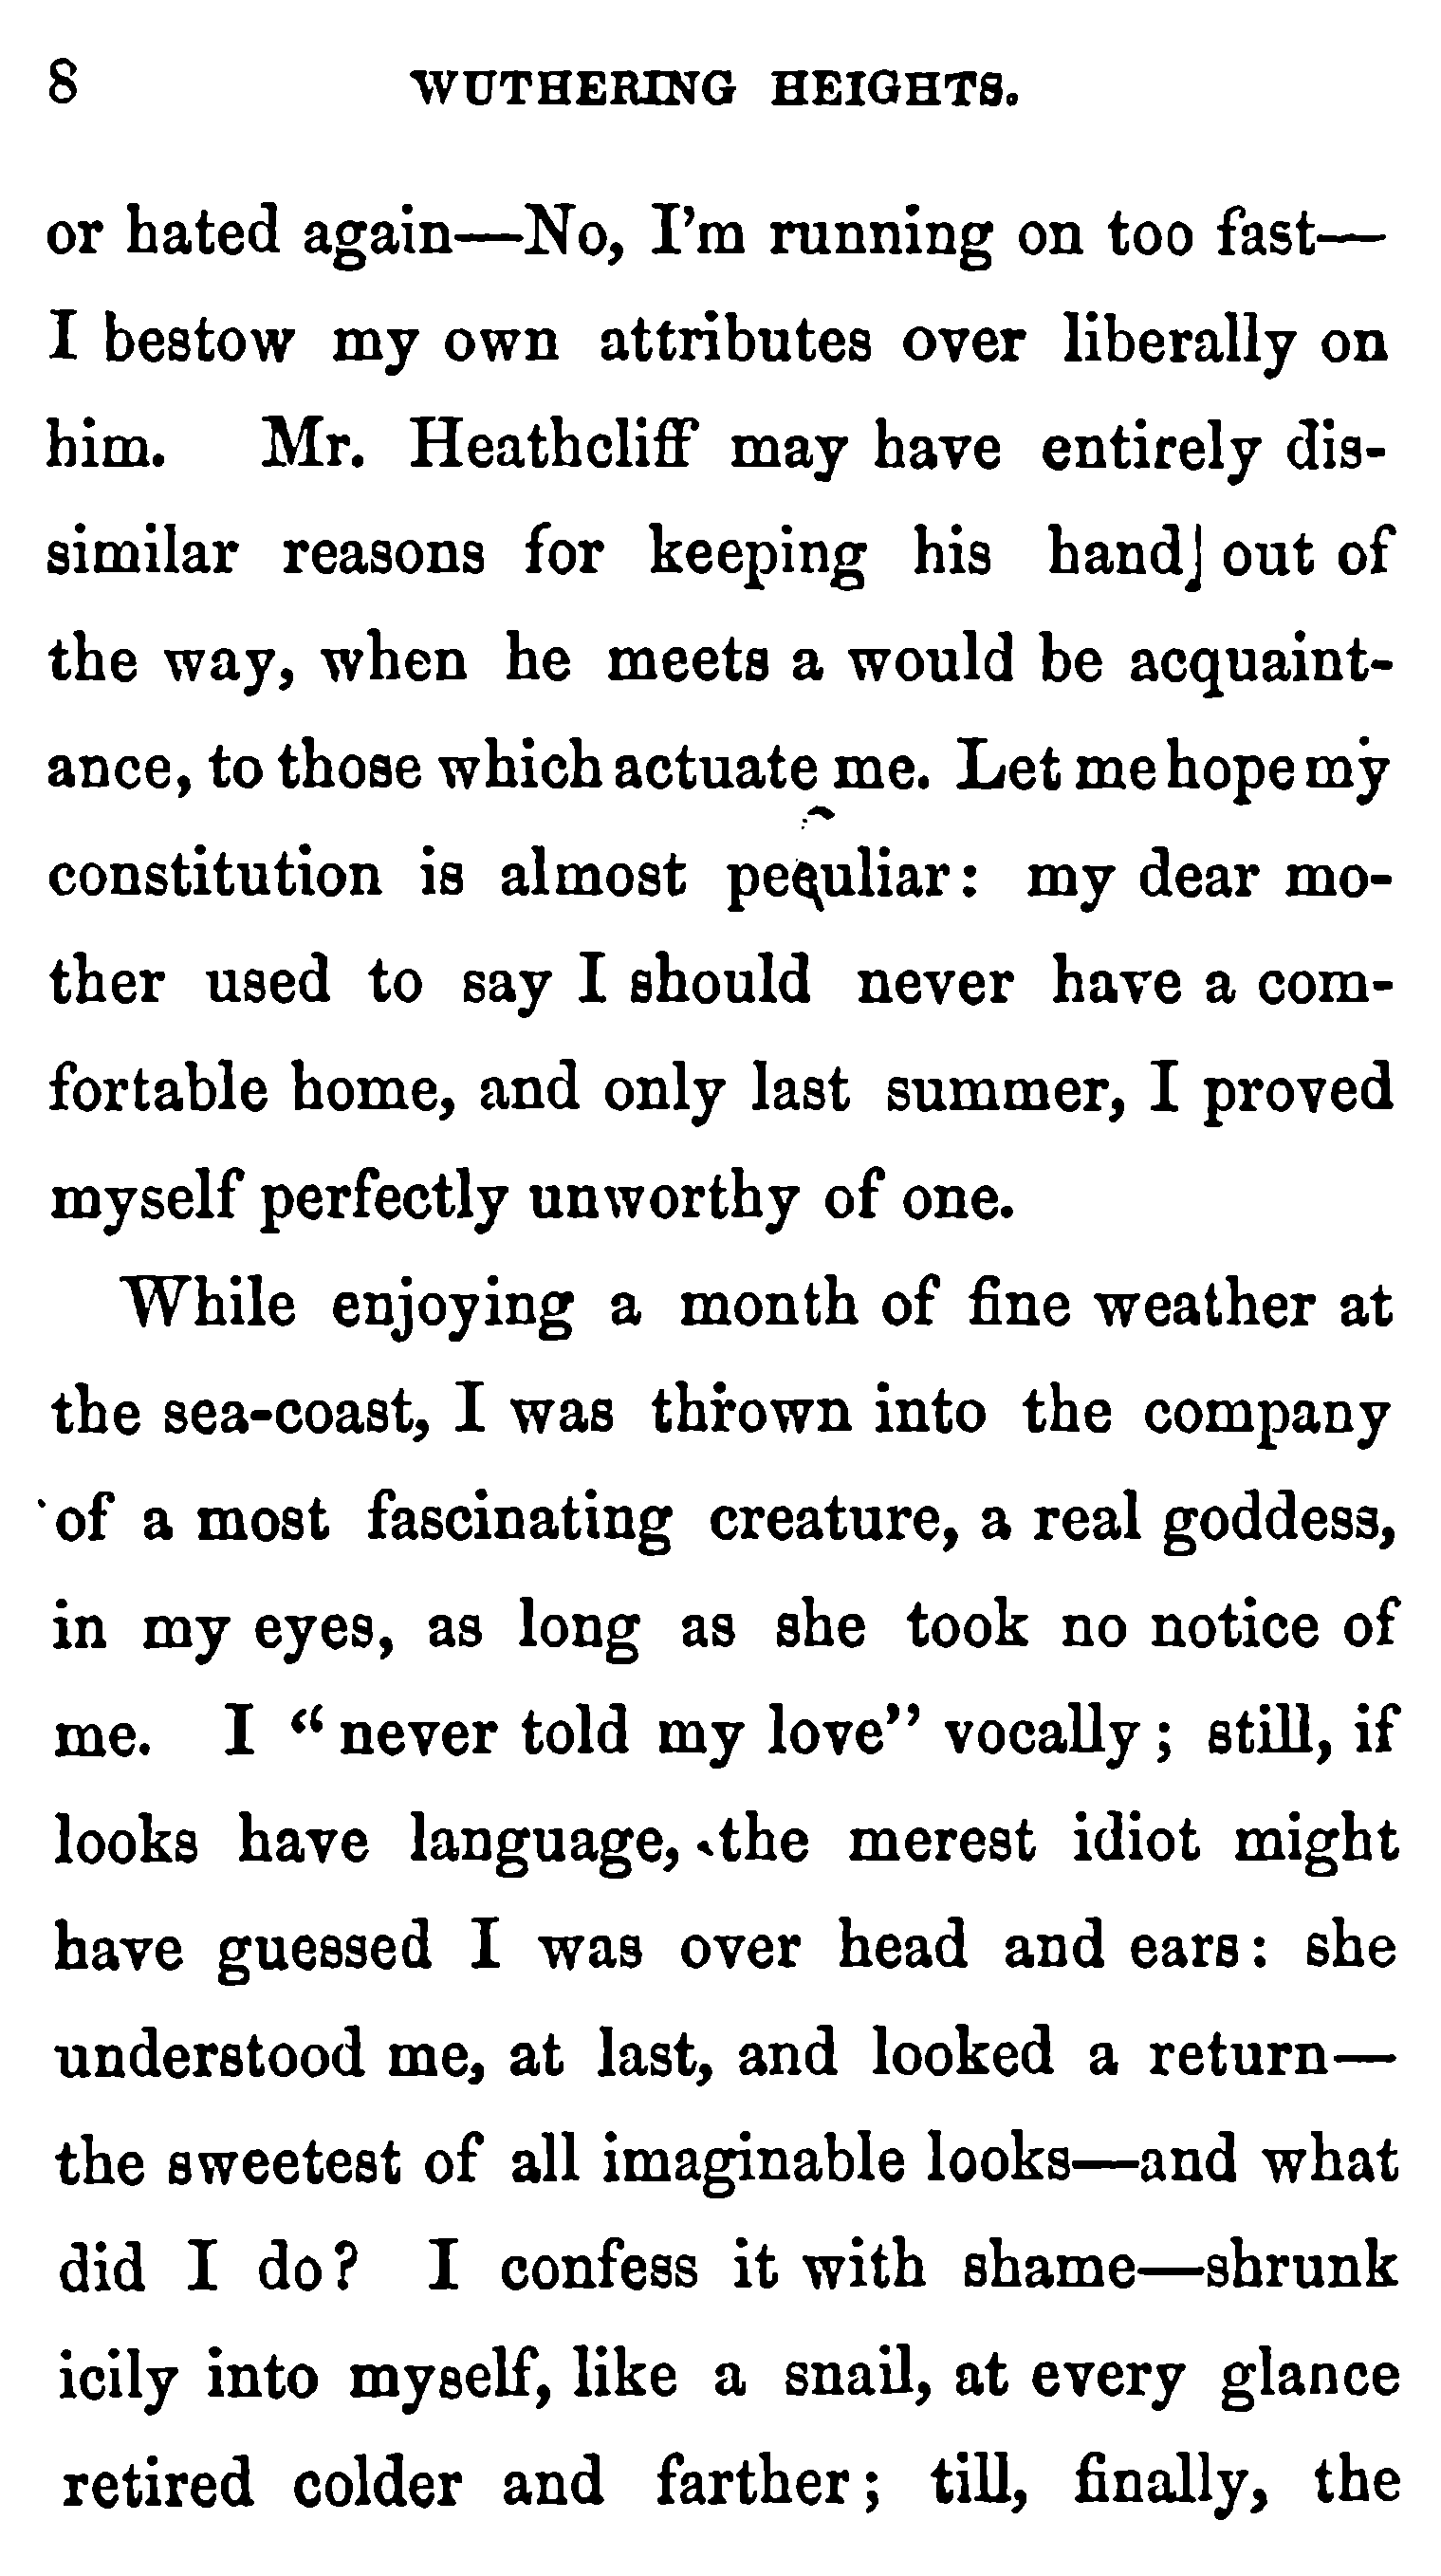 8 WUTHERING HEIGHTS.
or hated again—No, I'm running on too fast—
I bestow my own attributes over liberally on
him. Mr. Heathcliff may have entirely dis-
similar reasons for keeping his hand out of
the way, when he meets a would be acquaint-
ance, to those which actuate me. Let me hope my
constitution is almost peculiar: my dear mo-
ther used to say I should never have a com-
fortable home, and only last summer, I proved
myself perfectly unworthy of one.
While enjoying a month of fine weather at
the sea-coast, I was thrown into the company
of a most fascinating creature, a real goddess,
in my eyes, as long as she took no notice of
me. I "never told my love" vocally; still, if
looks have language, the merest idiot might
have guessed I was over head and ears: she
understood me, at last, and looked a return—
the sweetest of all imaginable looks—and what
did I do? I confess it with shame—shrunk
icily into myself, like a snail, at every glance
retired colder and farther; till, finally, the